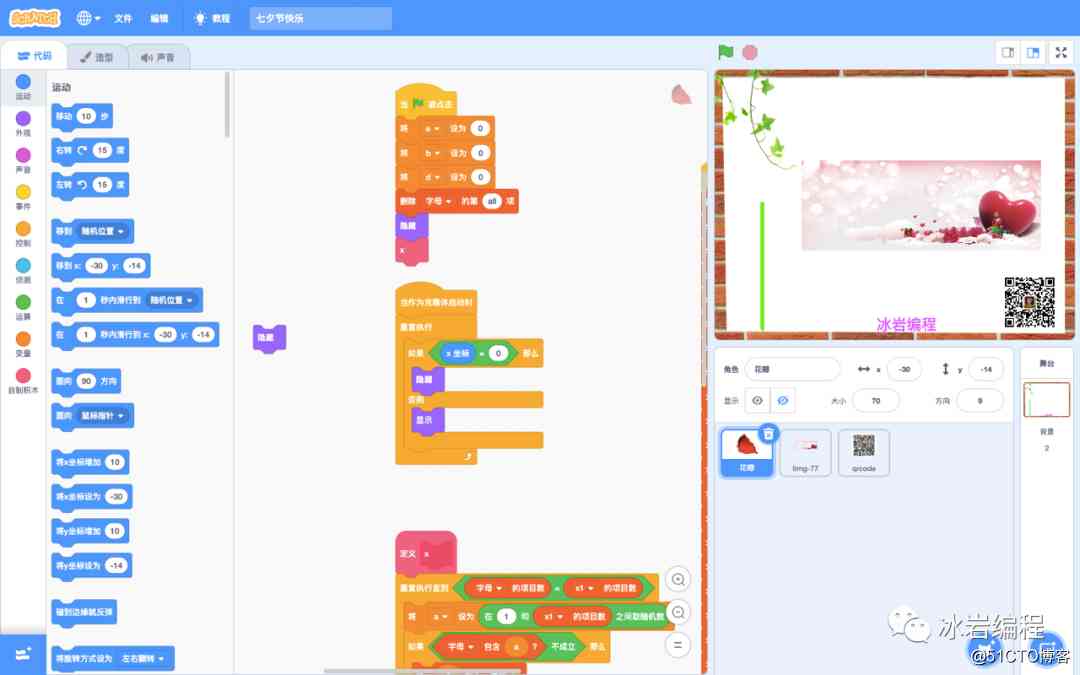 SCRATCH 文件 编辑 教程 七夕节快乐
代码 造型 声音
运动
外观
声音
事件
控制
侦测
运算
变量
自制积木
运动
移动 10 步
右转 15 度
左转 15 度
移到 随机位置
移到 x: -30 y: -14
在 1 秒内滑行到 随机位置
在 1 秒内滑行到 x: -30 y: -14
面向 90 方向
面向 鼠标指针
将x坐标增加 10
将x坐标设为 -30
将y坐标增加 10
将y坐标设为 -14
碰到边缘就反弹
将旋转方式设为 左右翻转
隐藏
当 被点击
将 a 设为 0
将 b 设为 0
将 d 设为 0
删除 字母 的第 all 项
隐藏
x
当作为克隆体启动时
重复执行
如果 x 坐标 = 0 那么
隐藏
否则
显示
定义 x
重复执行直到 字母 的项目数 = x1 的项目数
将 a 设为 在 1 和 x1 的项目数 之间取随机数
如果 字母 包含 a ? 不成立 那么
冰岩编程
角色 花瓣 x -30 y -14
显示 大小 70 方向 9
花瓣
timg-77
qrcode
舞台
背景
2
冰岩编程
@51CTO博客